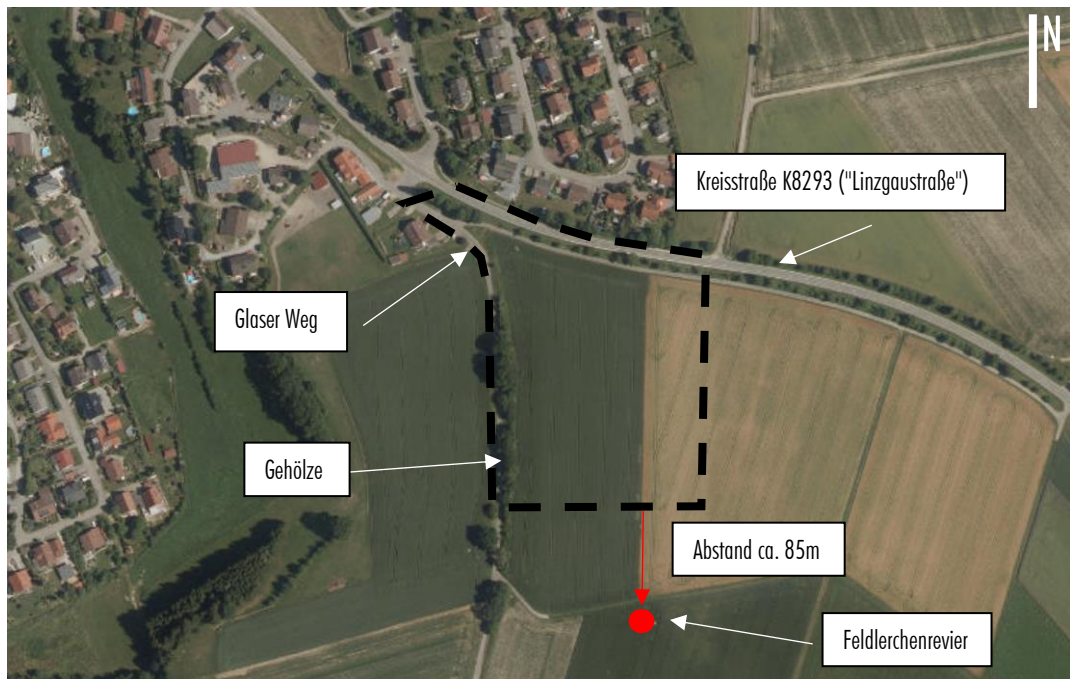 N
Kreisstraße K8293 ("Linzgaustraße")
Glaser Weg
Gehölze
Abstand ca. 85m
Feldlerchenrevier